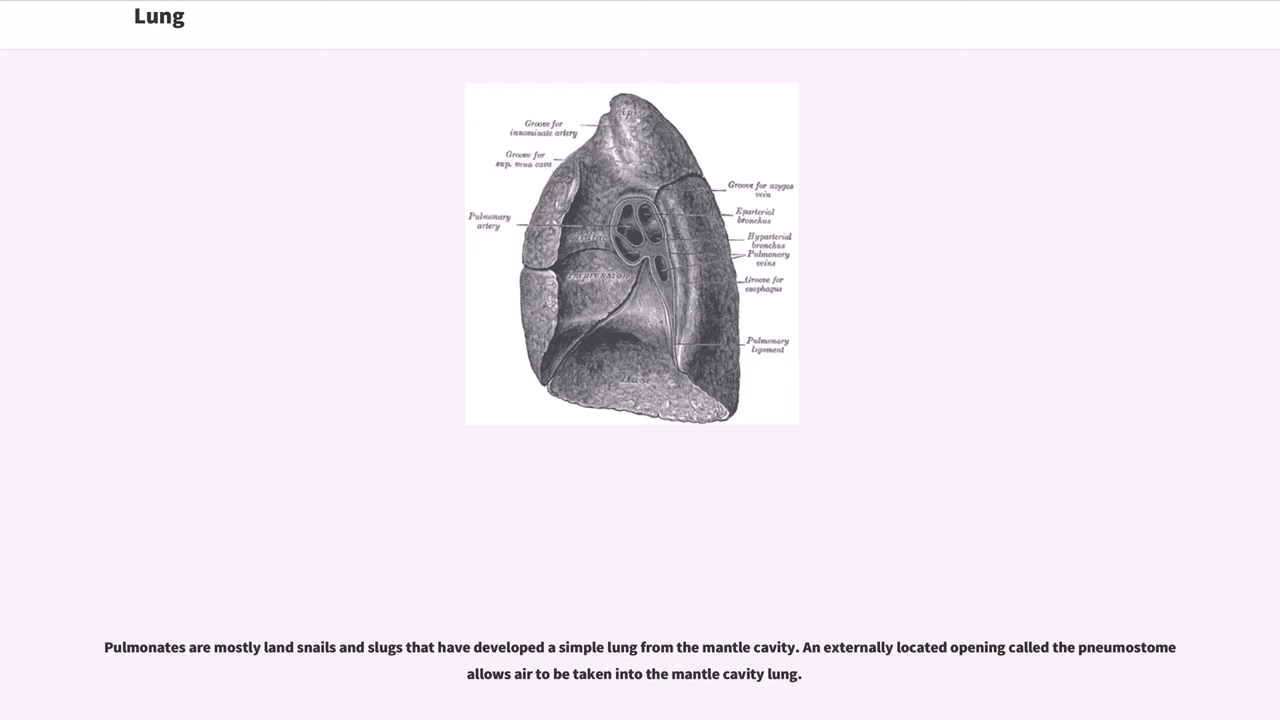 Lung
Apex
Groove for
innominate artery
Groove for
sup. vena cava
Groove for azygos
vein
Pulmonary
artery
Eparterial
bronchus
Cardiac
Hyparterial
bronchus
Pulmonary
veins
impression
Groove for
esophagus
Pulmonary
ligament
Base
Pulmonates are mostly land snails and slugs that have developed a simple lung from the mantle cavity. An externally located opening called the pneumostome
allows air to be taken into the mantle cavity lung.